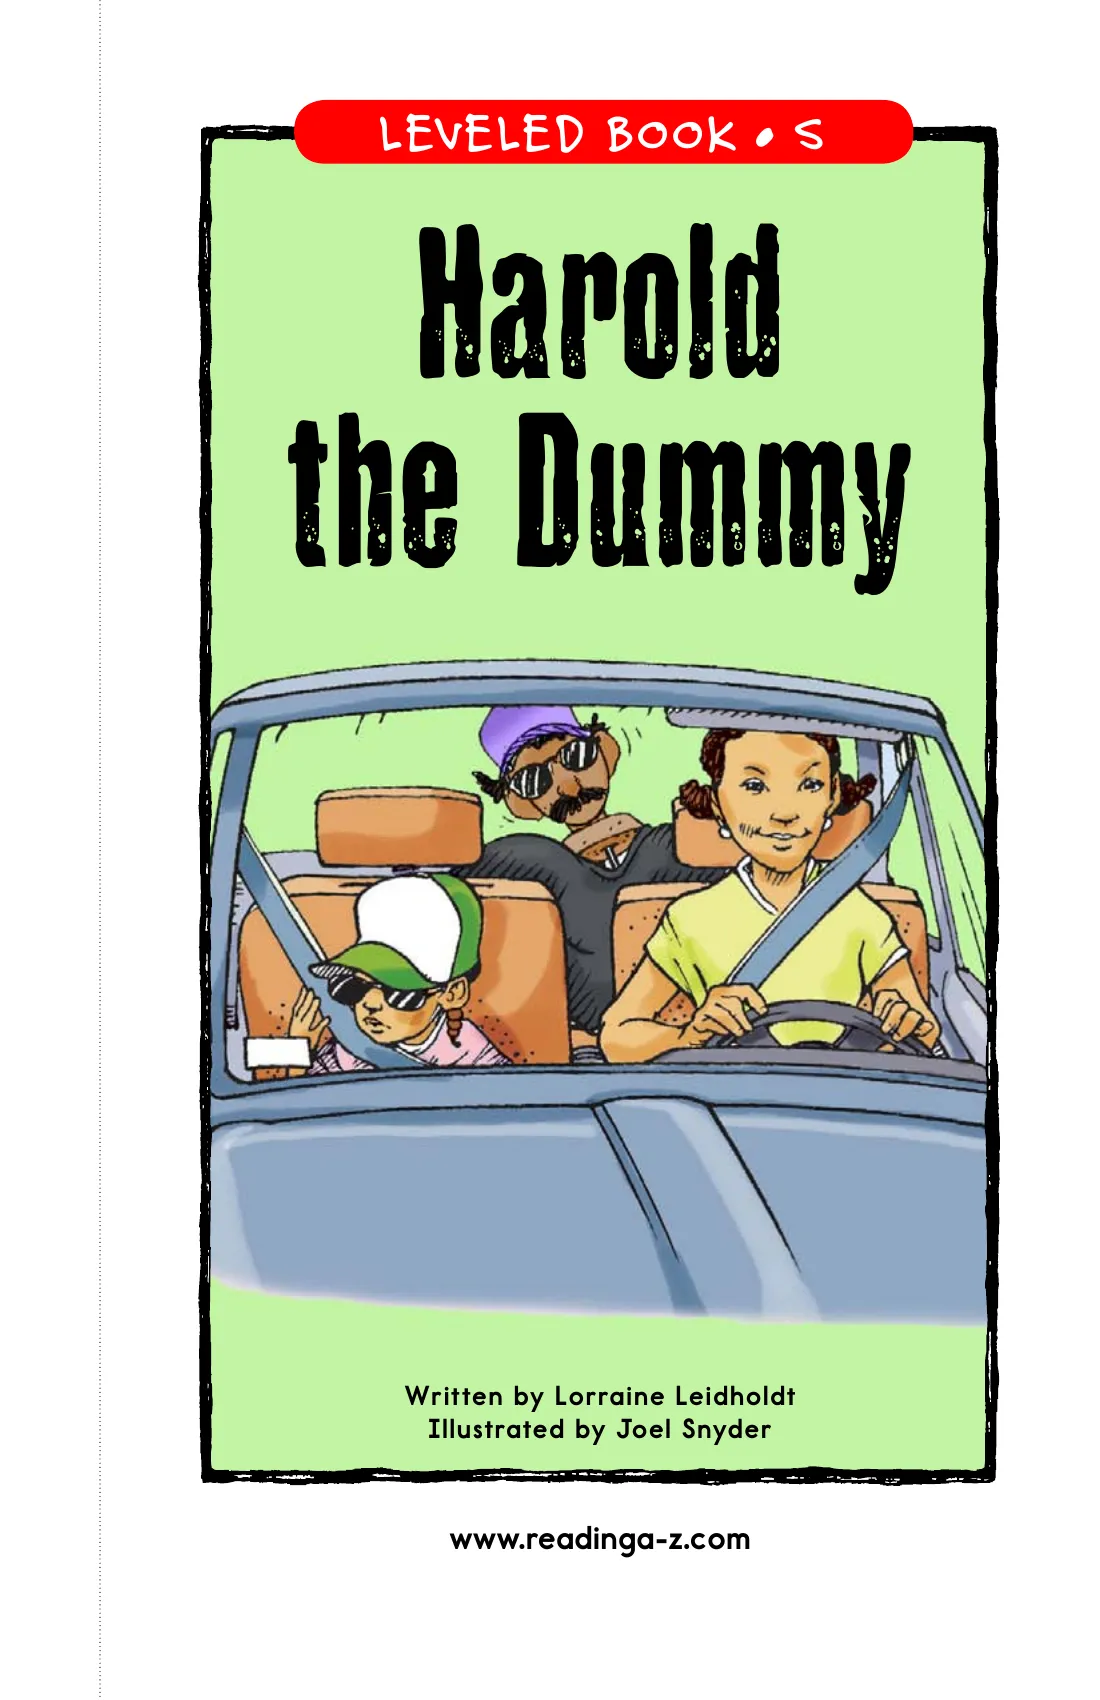 LEVELED BOOK • S
Harold
the Dummy
Written by Lorraine Leidholdt
Illustrated by Joel Snyder
www.readinga-z.com